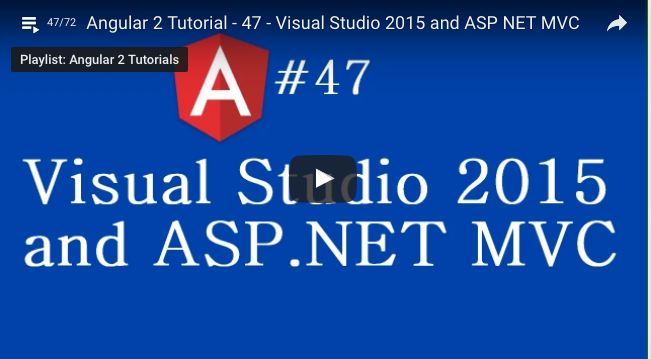 47/72 Angular 2 Tutorial - 47 - Visual Studio 2015 and ASP NET MVC
Playlist: Angular 2 Tutorials
A #47
Visual Studio 2015
and ASP.NET MVC